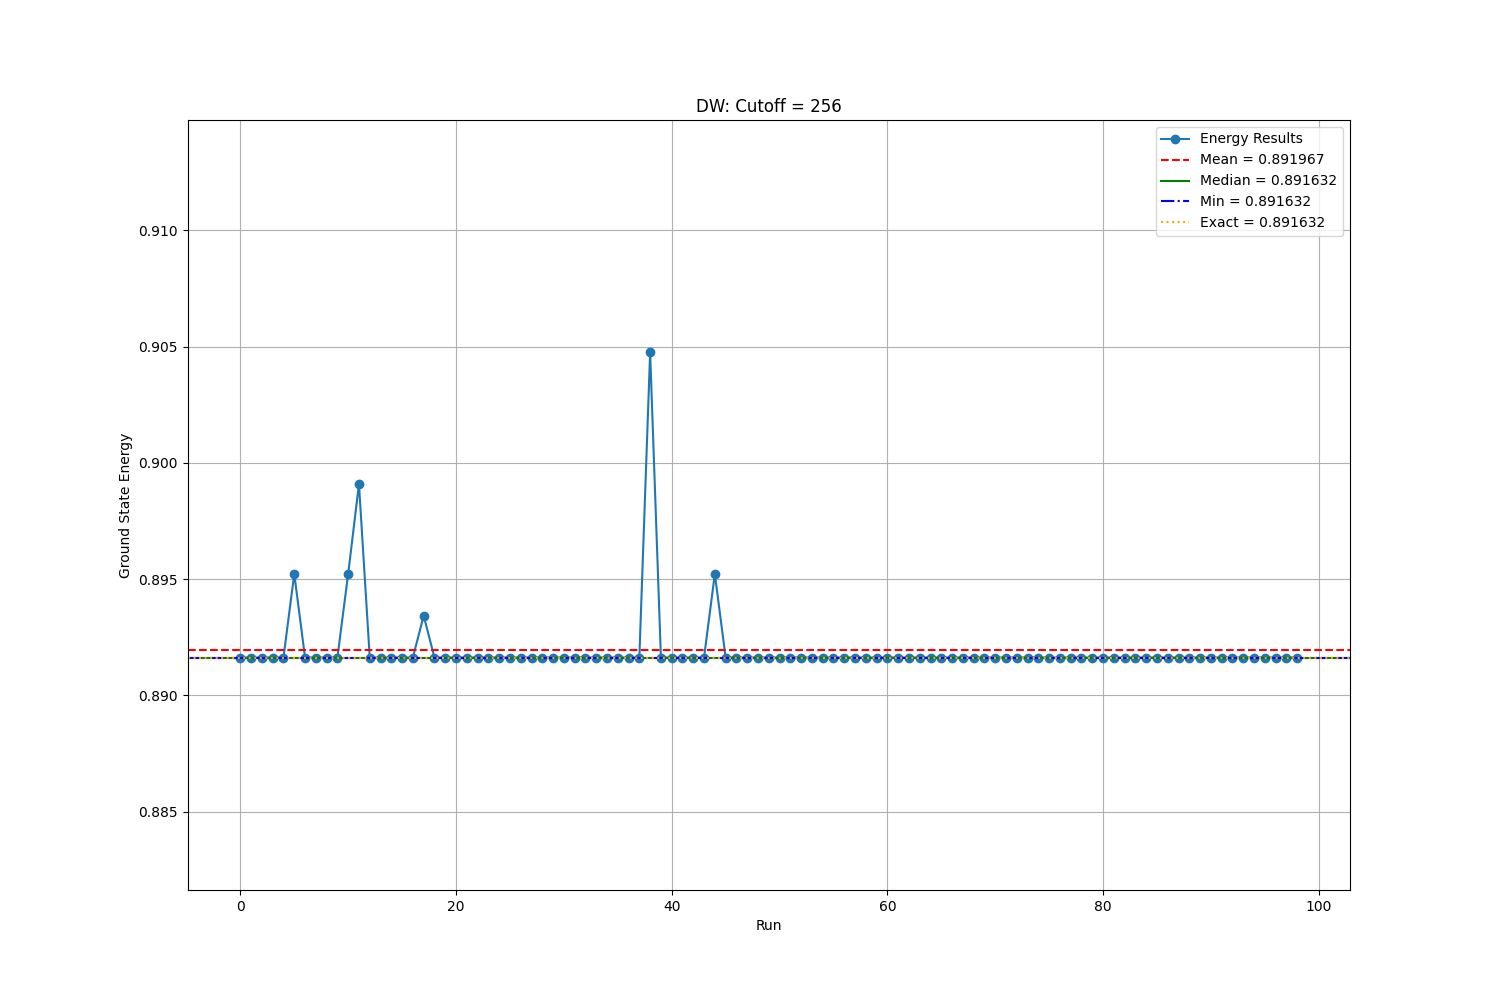 DW: Cutoff = 256
Energy Results
Mean = 0.891967
Median = 0.891632
Min = 0.891632
Exact = 0.891632
Ground State Energy
0.910
0.905
0.900
0.895
0.890
0.885
0 20 40 60 80 100
Run